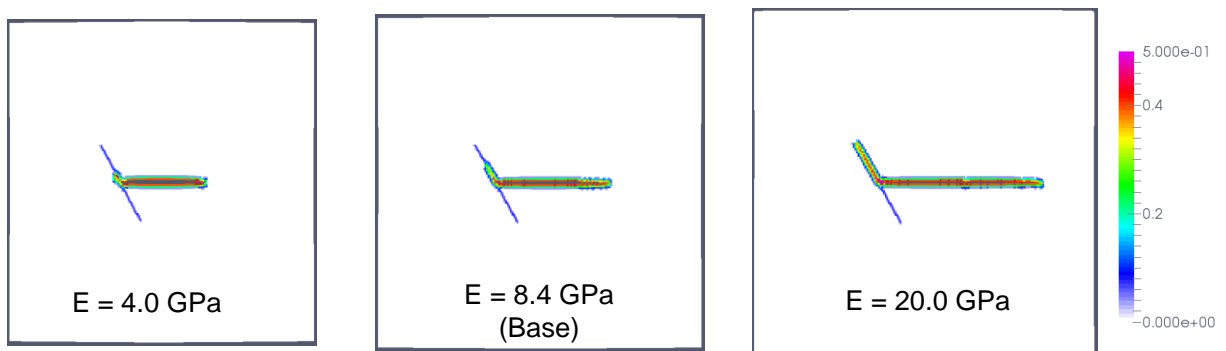 E = 4.0 GPa
E = 8.4 GPa
(Base)
E = 20.0 GPa
5.000e-01
0.4
0.2
0.000e+00